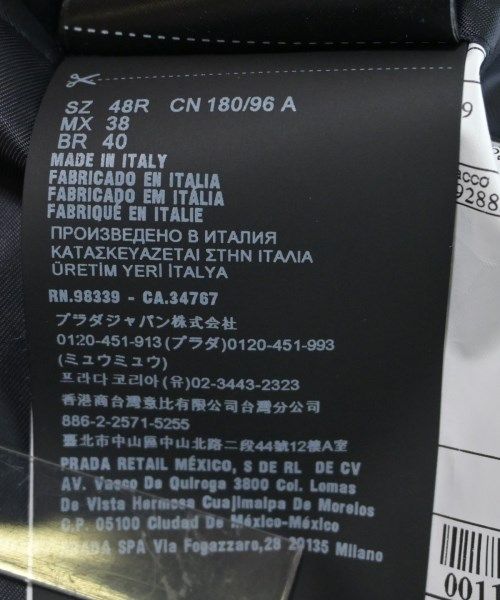 SZ 48R CN 180/96 A
MX 38
BR 40
MADE IN ITALY
FABRICADO EN ITALIA
FABRICADO EM ITÁLIA
FABRIQUÉ EN ITALIE
ПРОИЗВЕДЕНО В ИТАЛИЯ
ΚΑΤΑΣΚΕΥΑΖΕΤΑΙ ΣΤΗΝ ΙΤΑΛΙΑ
ÜRETİM YERİ İTALYA
RN.98339 - CA.34767
プラダジャパン株式会社
0120-451-913(プラダ)0120-451-993
(ミュウミュウ)
프라다 코리아(유)02-3443-2323
香港商台灣意比有限公司台灣分公司
886-2-2571-5255
臺北市中山區中山北路二段44號12樓A室
PRADA RETAIL MÉXICO, S DE RL DE CV
AV. Vasco De Quiroga 3800 Col. Lomas
De Vista Hermosa Cuajimalpa De Morelos
C.P. 05100 Ciudad De México-México
PRADA SPA Via Fogazzaro,28 20135 Milano
9
acco
9288
0011